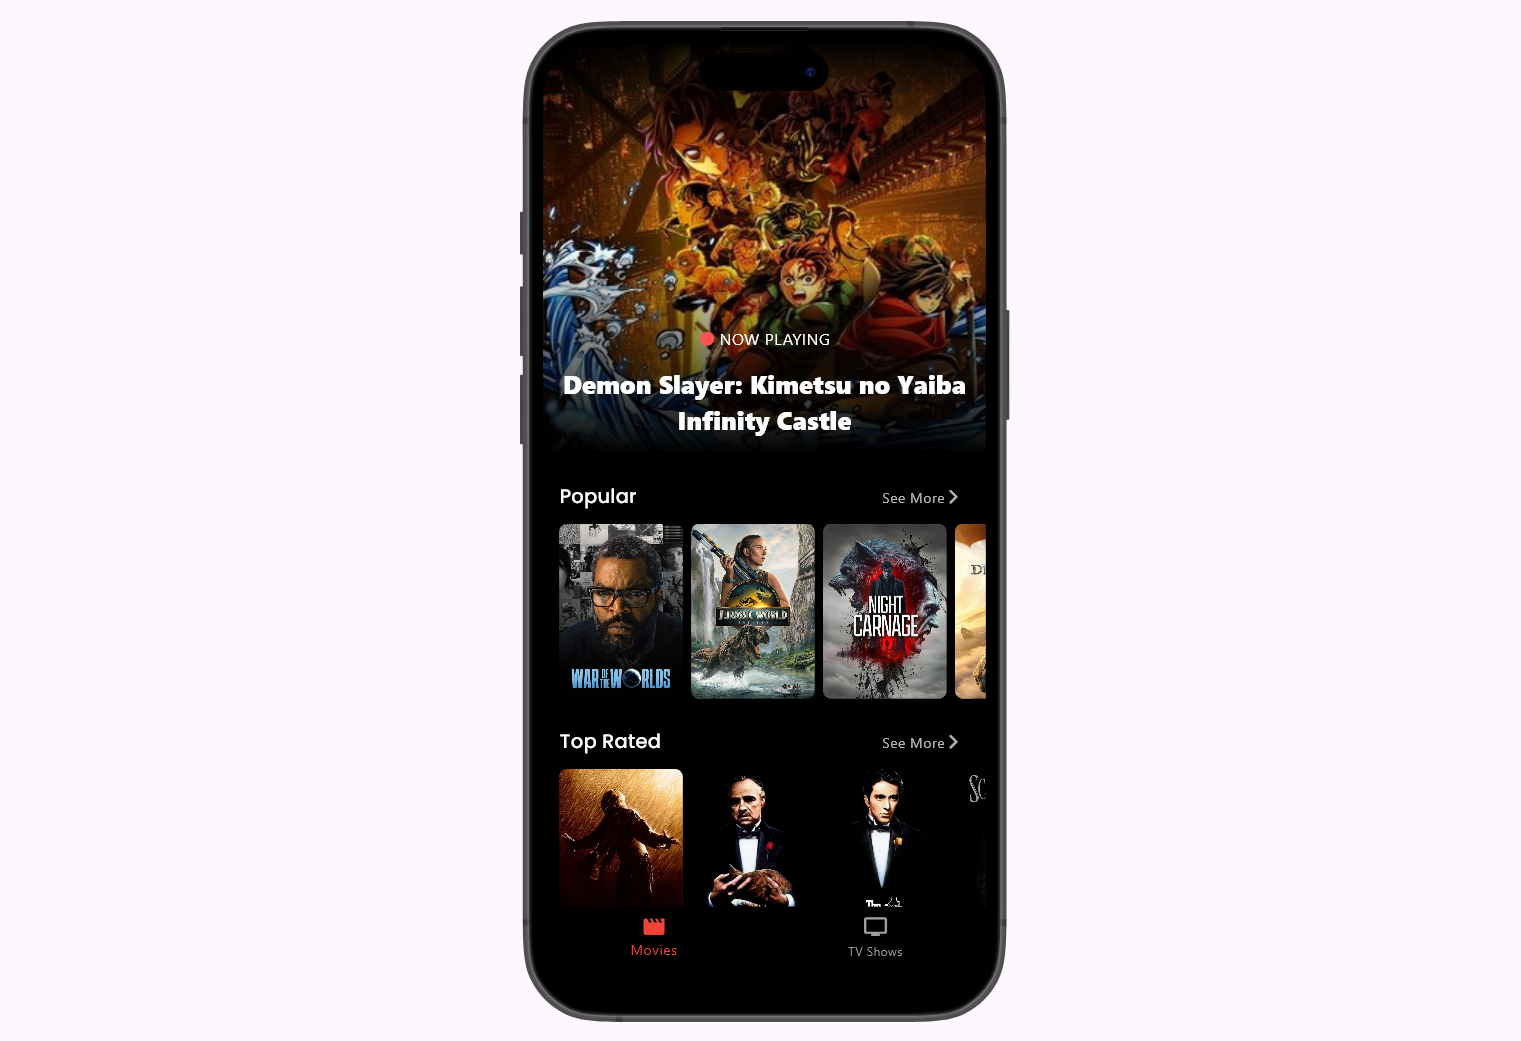 NOW PLAYING
Demon Slayer: Kimetsu no Yaiba
Infinity Castle
Popular
See More
WAR OF THE WORLDS
JURASSIC WORLD
NIGHT
CARNAGE
Top Rated
See More
Movies
TV Shows